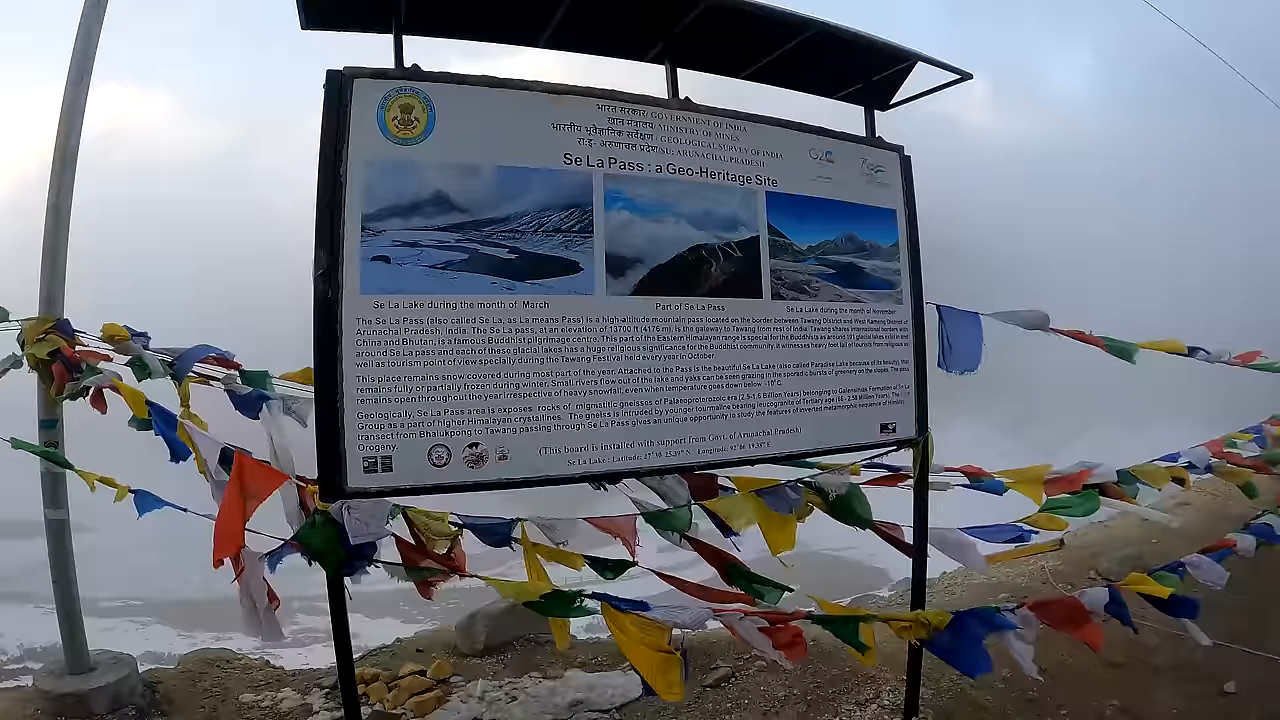 भारत सरकार/ GOVERNMENT OF INDIA
खान मंत्रालय/ MINISTRY OF MINES
भारतीय भूवैज्ञानिक सर्वेक्षण / GEOLOGICAL SURVEY OF INDIA
रा:इ- अरुणाचल प्रदेश/SU: ARUNACHAL PRADESH
Se La Pass : a Geo-Heritage Site
G20
Se La Lake during the month of March
Part of Se La Pass
Se La Lake during the month of November
The Se La Pass (also called Se La, as La means Pass) is a high-altitude mountain pass located on the border between Tawang District and West Kameng District of
Arunachal Pradesh, India. The Se La Pass, at an elevation of 13,700 ft (4176 m), is the gateway to Tawang from rest of India. Tawang shares international borders with
China and Bhutan and a famous Buddhist pilgrimage centre. This part of the Eastern Himalayan range is special for the Buddhists as around 101 glacial lakes exist in and
around Se La pass and each of this glacial lakes has a huge religious significance for the Buddhist community. It witnesses heavy foot fall of tourists from religious as
well as tourism point of view specially during the Tawang Festival held every year in October.
This place remains snow covered during most part of the year. Attached to the Pass is the beautiful Se La Lake (also called Paradise Lake because of its beauty), that
remains open or partially frozen during winter. Small rivers flow out of the lake and yaks can be seen grazing in the sporadic bursts of greenery on the slopes. The pass
remains open throughout the year irrespective of heavy snowfall, even when temperature goes down below -10° C.
Geologically, Se La Pass area is exposes rocks of migmatitic gneisses of Palaeoproterozoic era (2.5-1.6 Billion Years) belonging to Galensiniak Formation of Se La
Group as a part of higher Himalayan crystallines. The gneiss is intruded by younger tourmaline bearing leucogranite of Tertiary age (66 - 2.58 Million Years). The
transect from Bhalukpong to Tawang passing through Se La Pass gives an unique opportunity to study the features of inverted metamorphic sequence of Himalayan
Orogeny.
(This board is installed with support from Govt. of Arunachal Pradesh)
Se La Lake : Latitude: 27° 30' 25.39" N Longitude: 92° 06' 19.38" E